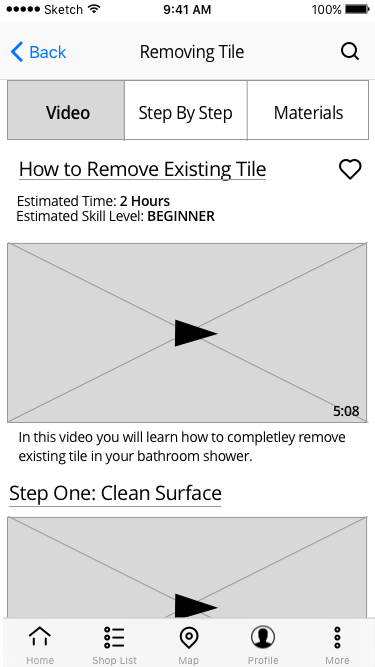 Sketch 9:41 AM 100%
Back Removing Tile
Video Step By Step Materials
How to Remove Existing Tile
Estimated Time: 2 Hours
Estimated Skill Level: BEGINNER
5:08
In this video you will learn how to completley remove
existing tile in your bathroom shower.
Step One: Clean Surface
Home Shop List Map Profile More